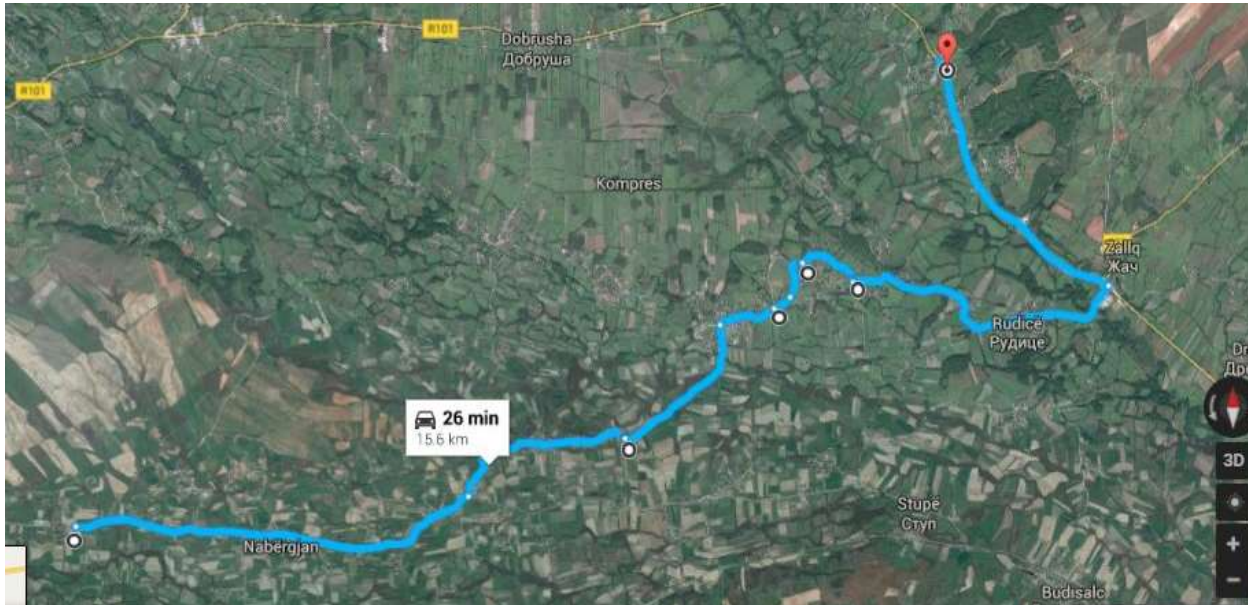 R101
Dobrusha
Добруша
R101
Kompres
Zallq
Жач
Rudicë
Рудице
26 min
15.6 km
Stupë
Ступ
Nabërgjan
Budisalc
3D